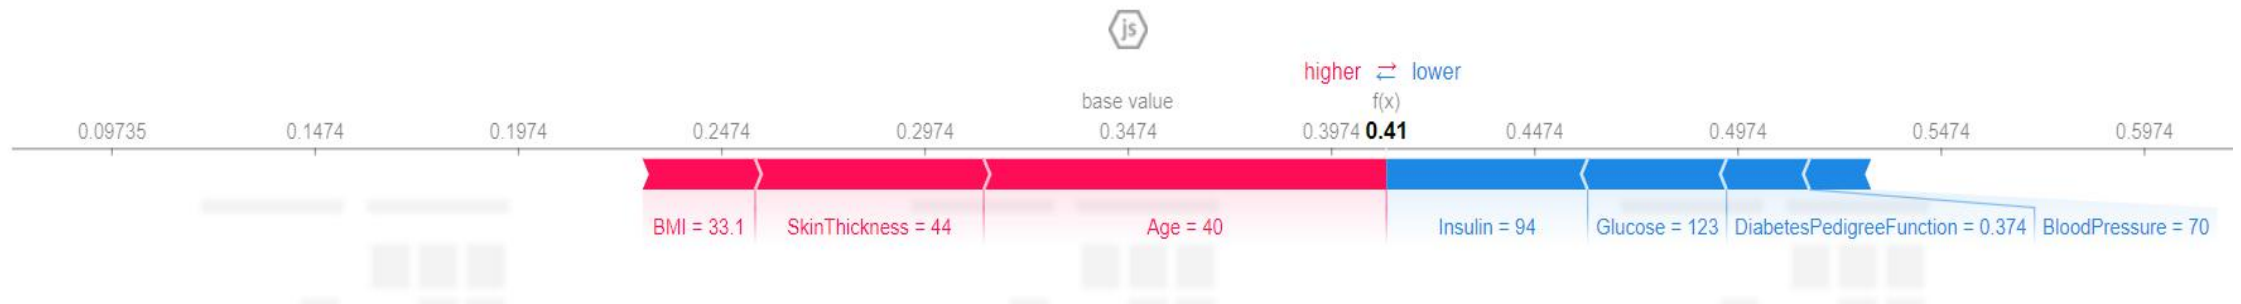 js
higher ⇄ lower
base value f(x)
0.09735 0.1474 0.1974 0.2474 0.2974 0.3474 0.3974 0.41 0.4474 0.4974 0.5474 0.5974
BMI = 33.1 SkinThickness = 44 Age = 40 Insulin = 94 Glucose = 123 DiabetesPedigreeFunction = 0.374 BloodPressure = 70